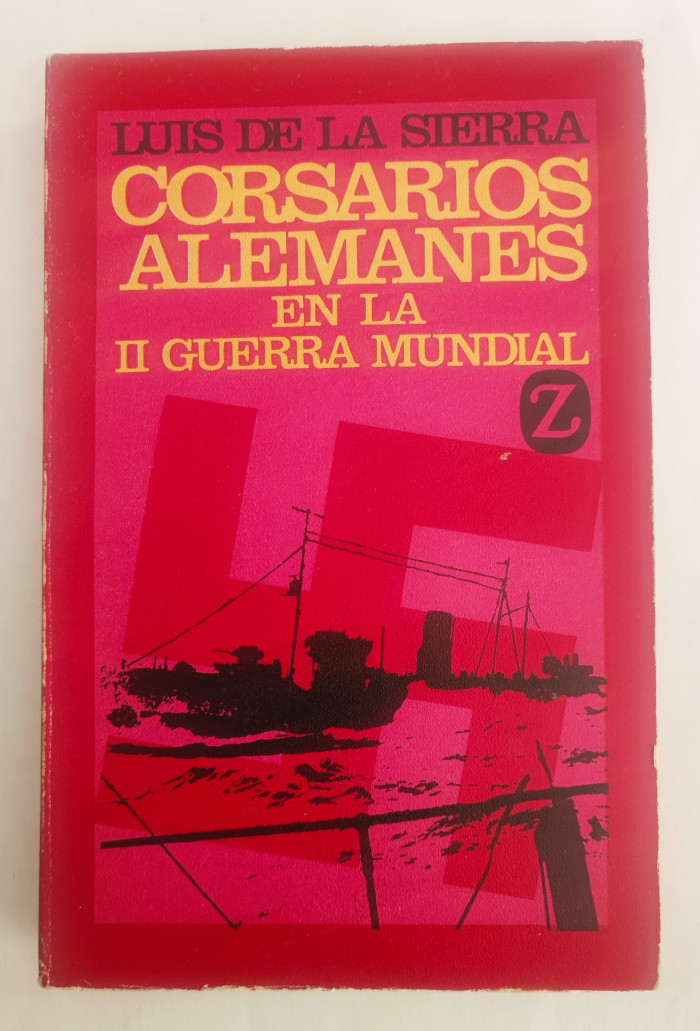 LUIS DE LA SIERRA
CORSARIOS
ALEMANES
EN LA
II GUERRA MUNDIAL
Z